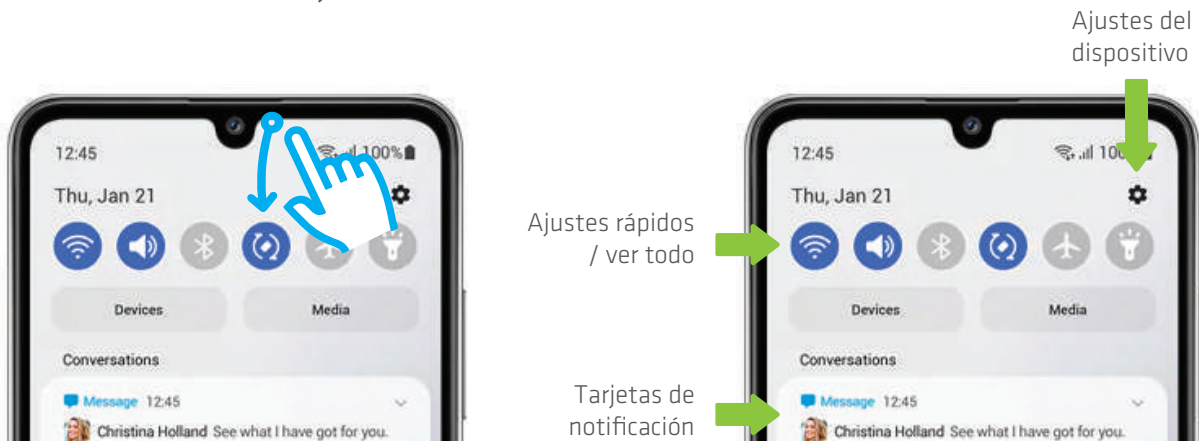 Ajustes del
dispositivo
12:45
100%
Thu, Jan 21
Devices
Media
Conversations
Message 12:45
Christina Holland See what I have got for you.
Ajustes rápidos
/ ver todo
Tarjetas de
notificación
12:45
Thu, Jan 21
Devices
Media
Conversations
Message 12:45
Christina Holland See what I have got for you.